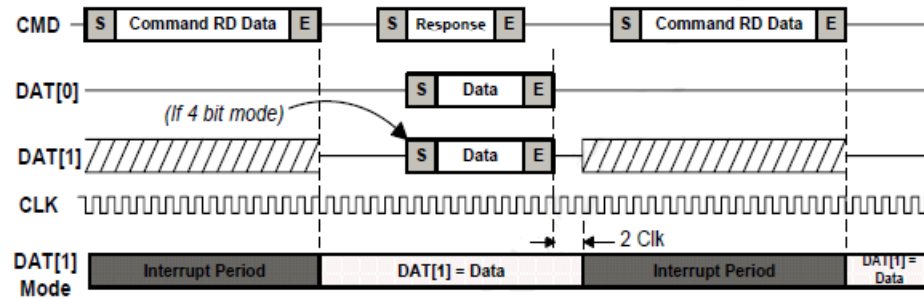 CMD S Command RD Data E S Response E S Command RD Data E
DAT[0] S Data E
(If 4 bit mode)
DAT[1] S Data E
CLK
2 Clk
DAT[1] Mode Interrupt Period DAT[1] = Data Interrupt Period DAT[1] = Data